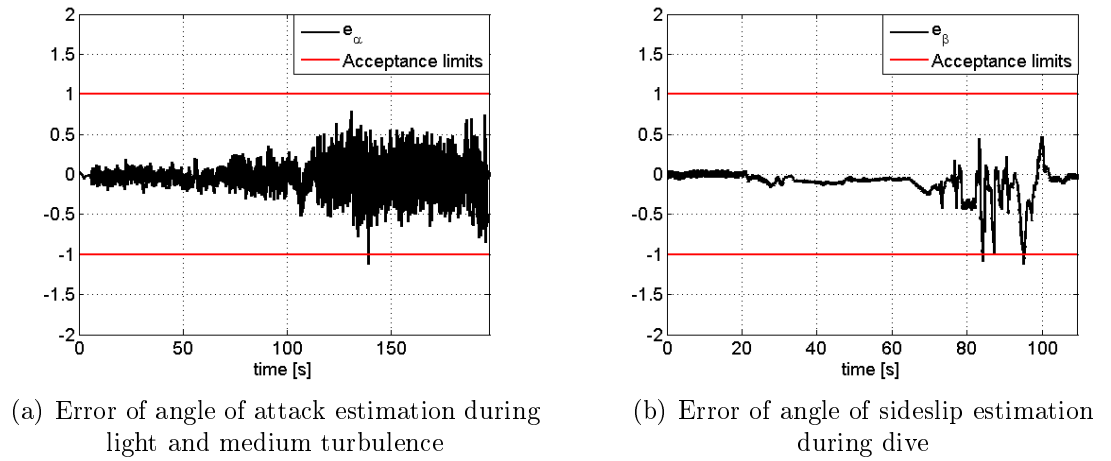 2
1.5
1
0.5
0
-0.5
-1
-1.5
-2
0 50 100 150
time [s]
e_α
Acceptance limits
(a) Error of angle of attack estimation during
light and medium turbulence
2
1.5
1
0.5
0
-0.5
-1
-1.5
-2
0 20 40 60 80 100
time [s]
e_β
Acceptance limits
(b) Error of angle of sideslip estimation
during dive